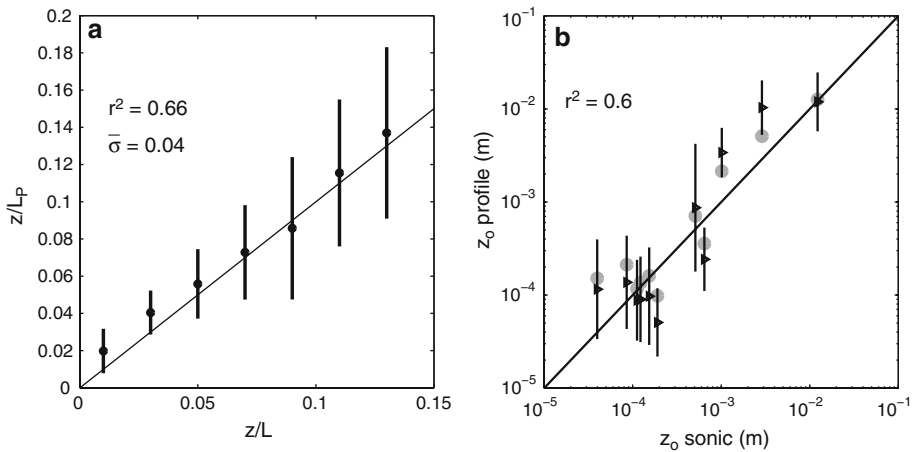 a
r² = 0.66
σ̅ = 0.04
0.2
0.18
0.16
0.14
0.12
0.1
0.08
0.06
0.04
0.02
0
z/L_P
0
0.05
0.1
0.15
z/L
b
r² = 0.6
10⁻¹
10⁻²
10⁻³
10⁻⁴
10⁻⁵
z_o profile (m)
10⁻⁵
10⁻⁴
10⁻³
10⁻²
10⁻¹
z_o sonic (m)